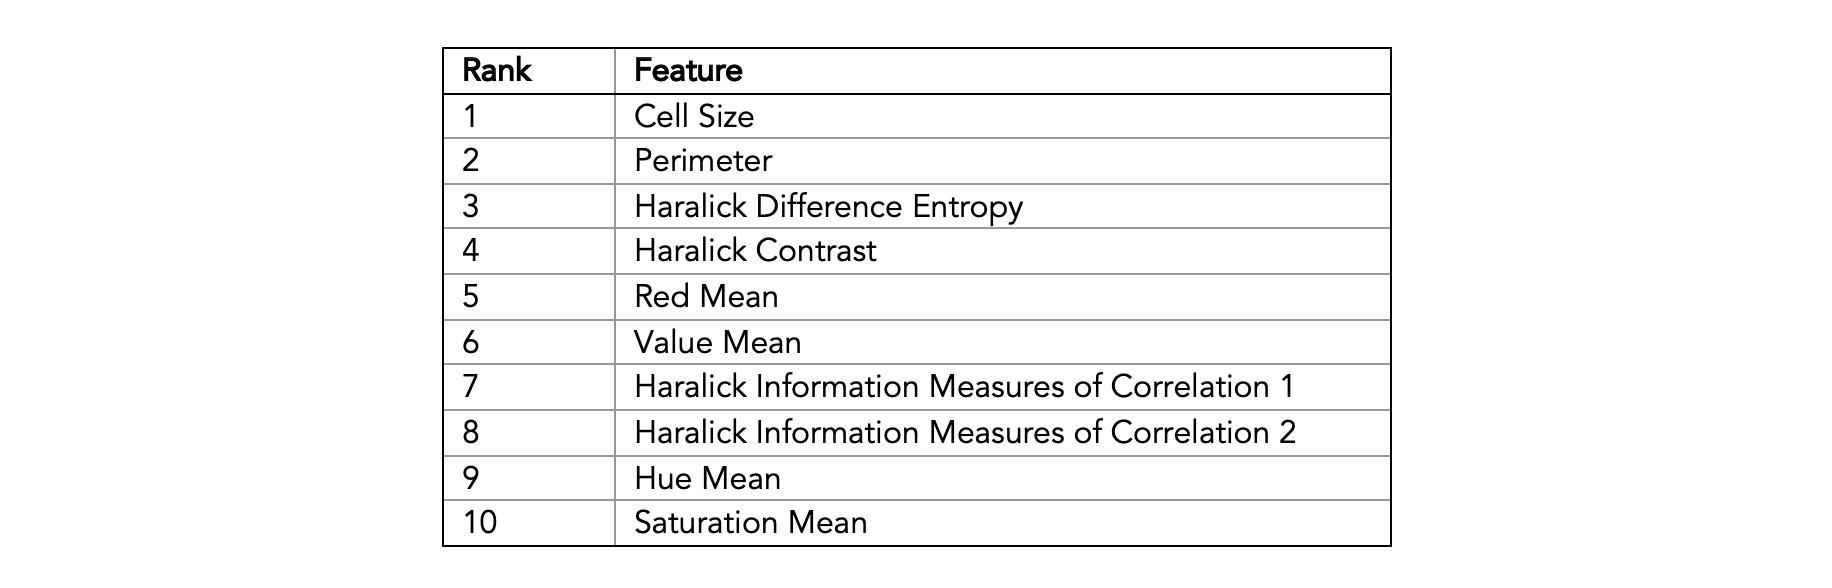 Rank Feature
1 Cell Size
2 Perimeter
3 Haralick Difference Entropy
4 Haralick Contrast
5 Red Mean
6 Value Mean
7 Haralick Information Measures of Correlation 1
8 Haralick Information Measures of Correlation 2
9 Hue Mean
10 Saturation Mean